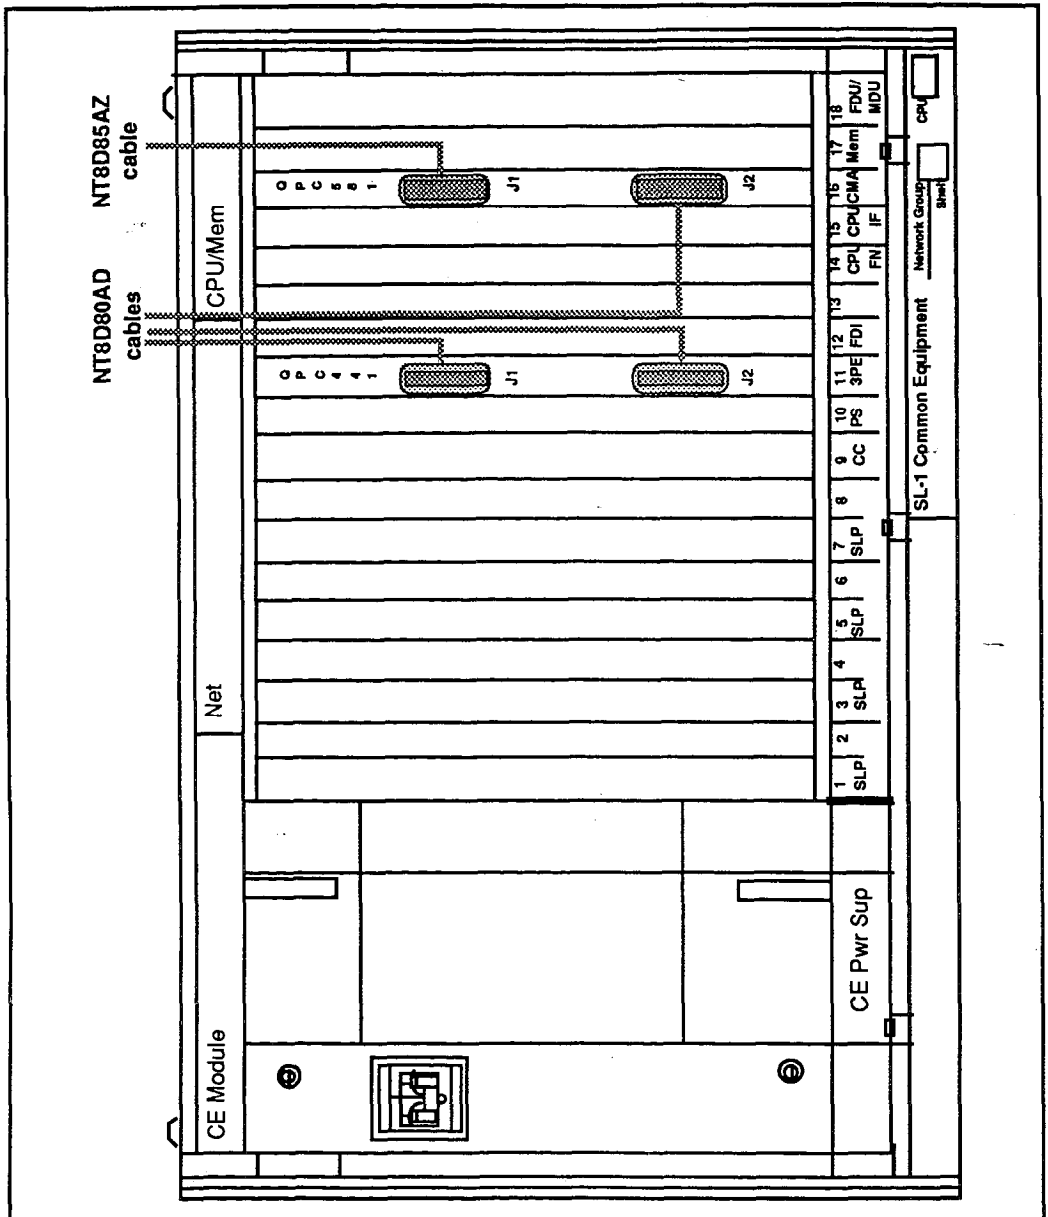 CE Module
Net
CPU/Mem
NT8D80AD
cables
NT8D85AZ
cable
QPC441
QPC581
J1
J1
J2
J2
CE Pwr Sup
1
SLP
2
3
SLP
4
5
SLP
6
7
SLP
8
9
CC
10
PS
11
3PE
12
FDI
13
14
CPU
FN
15
CPU
IF
16
CMA
17
Mem
18
FDU/
MDU
SL-1 Common Equipment
Network Group
Shelf
CPU